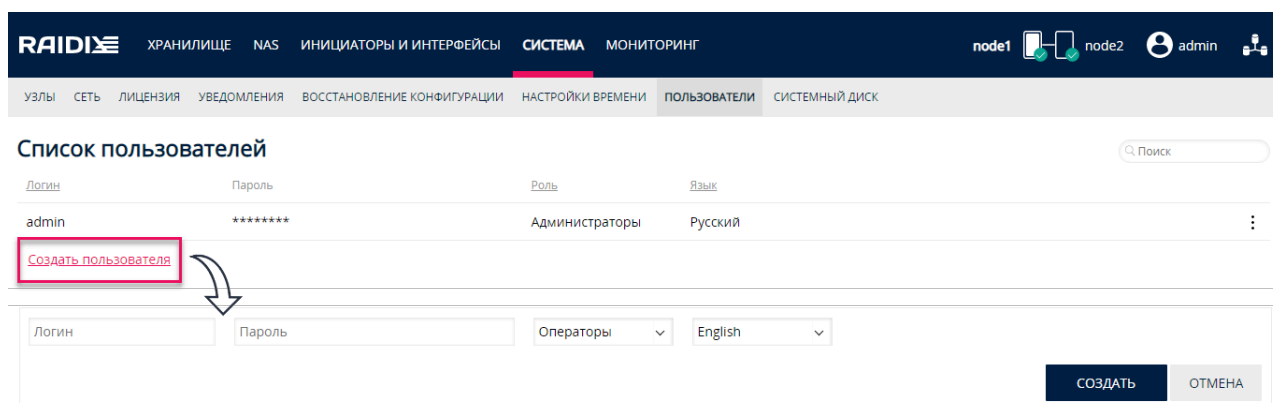 RAIDIX ХРАНИЛИЩЕ NAS ИНИЦИАТОРЫ И ИНТЕРФЕЙСЫ СИСТЕМА МОНИТОРИНГ node1 node2 admin
УЗЛЫ СЕТЬ ЛИЦЕНЗИЯ УВЕДОМЛЕНИЯ ВОССТАНОВЛЕНИЕ КОНФИГУРАЦИИ НАСТРОЙКИ ВРЕМЕНИ ПОЛЬЗОВАТЕЛИ СИСТЕМНЫЙ ДИСК
Список пользователей Поиск
Логин Пароль Роль Язык
admin ******** Администраторы Русский
Создать пользователя
Логин Пароль Операторы English
СОЗДАТЬ ОТМЕНА